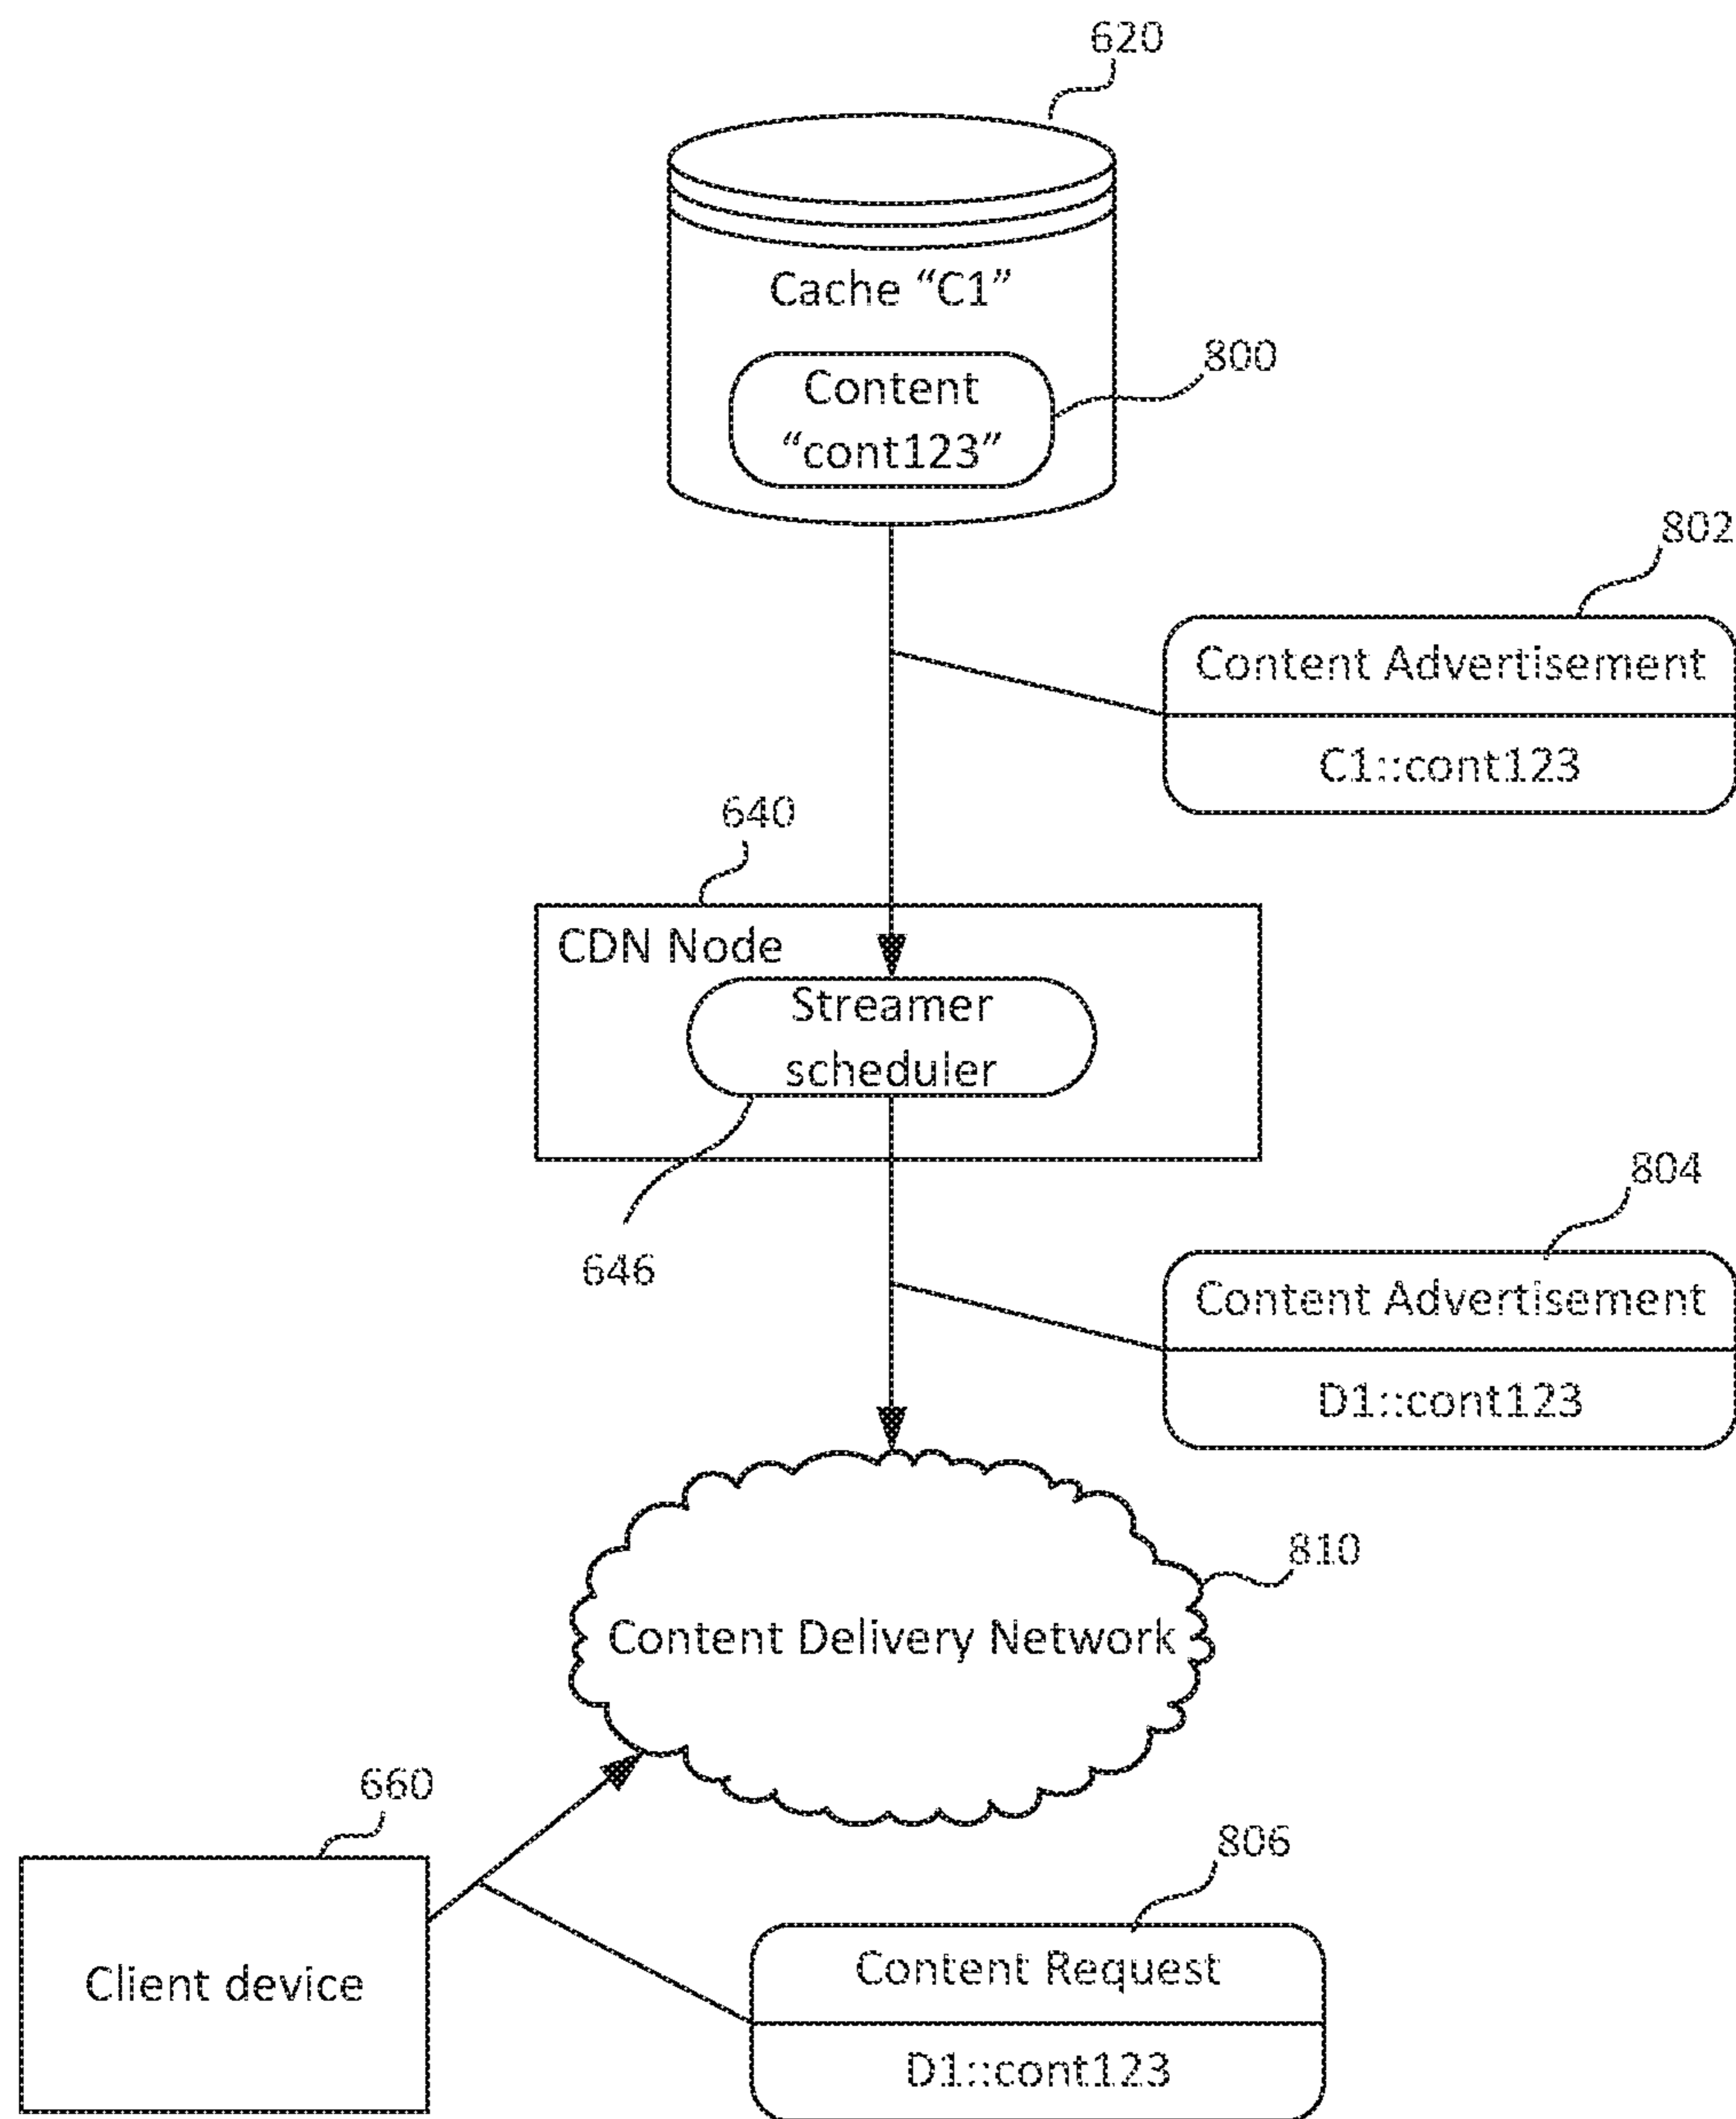 620
Cache “C1”
800
Content
“cont123”
802
Content Advertisement
C1::cont123
640
CDN Node
Streamer
scheduler
646
804
Content Advertisement
D1::cont123
810
Content Delivery Network
660
Client device
806
Content Request
D1::cont123